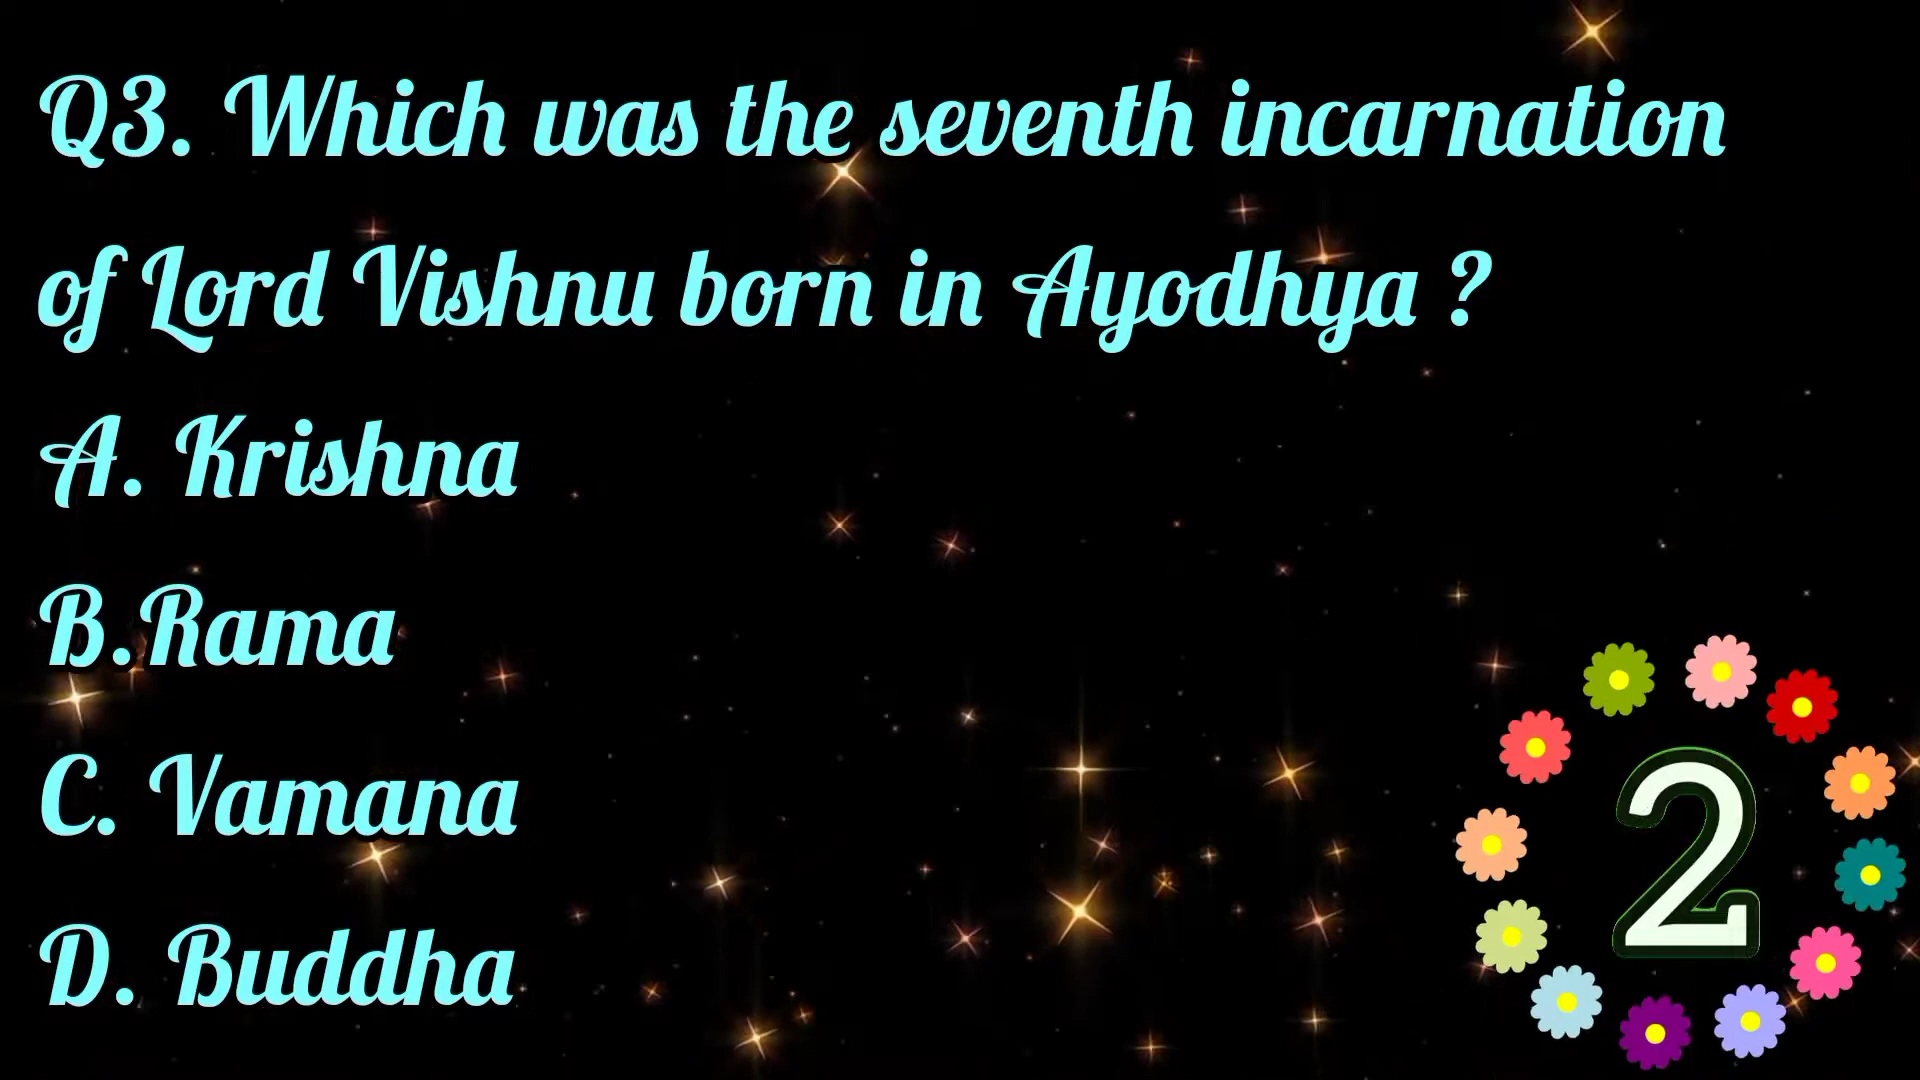 Q3. Which was the seventh incarnation
of Lord Vishnu born in Ayodhya ?
A. Krishna
B.Rama
C. Vamana
D. Buddha
2